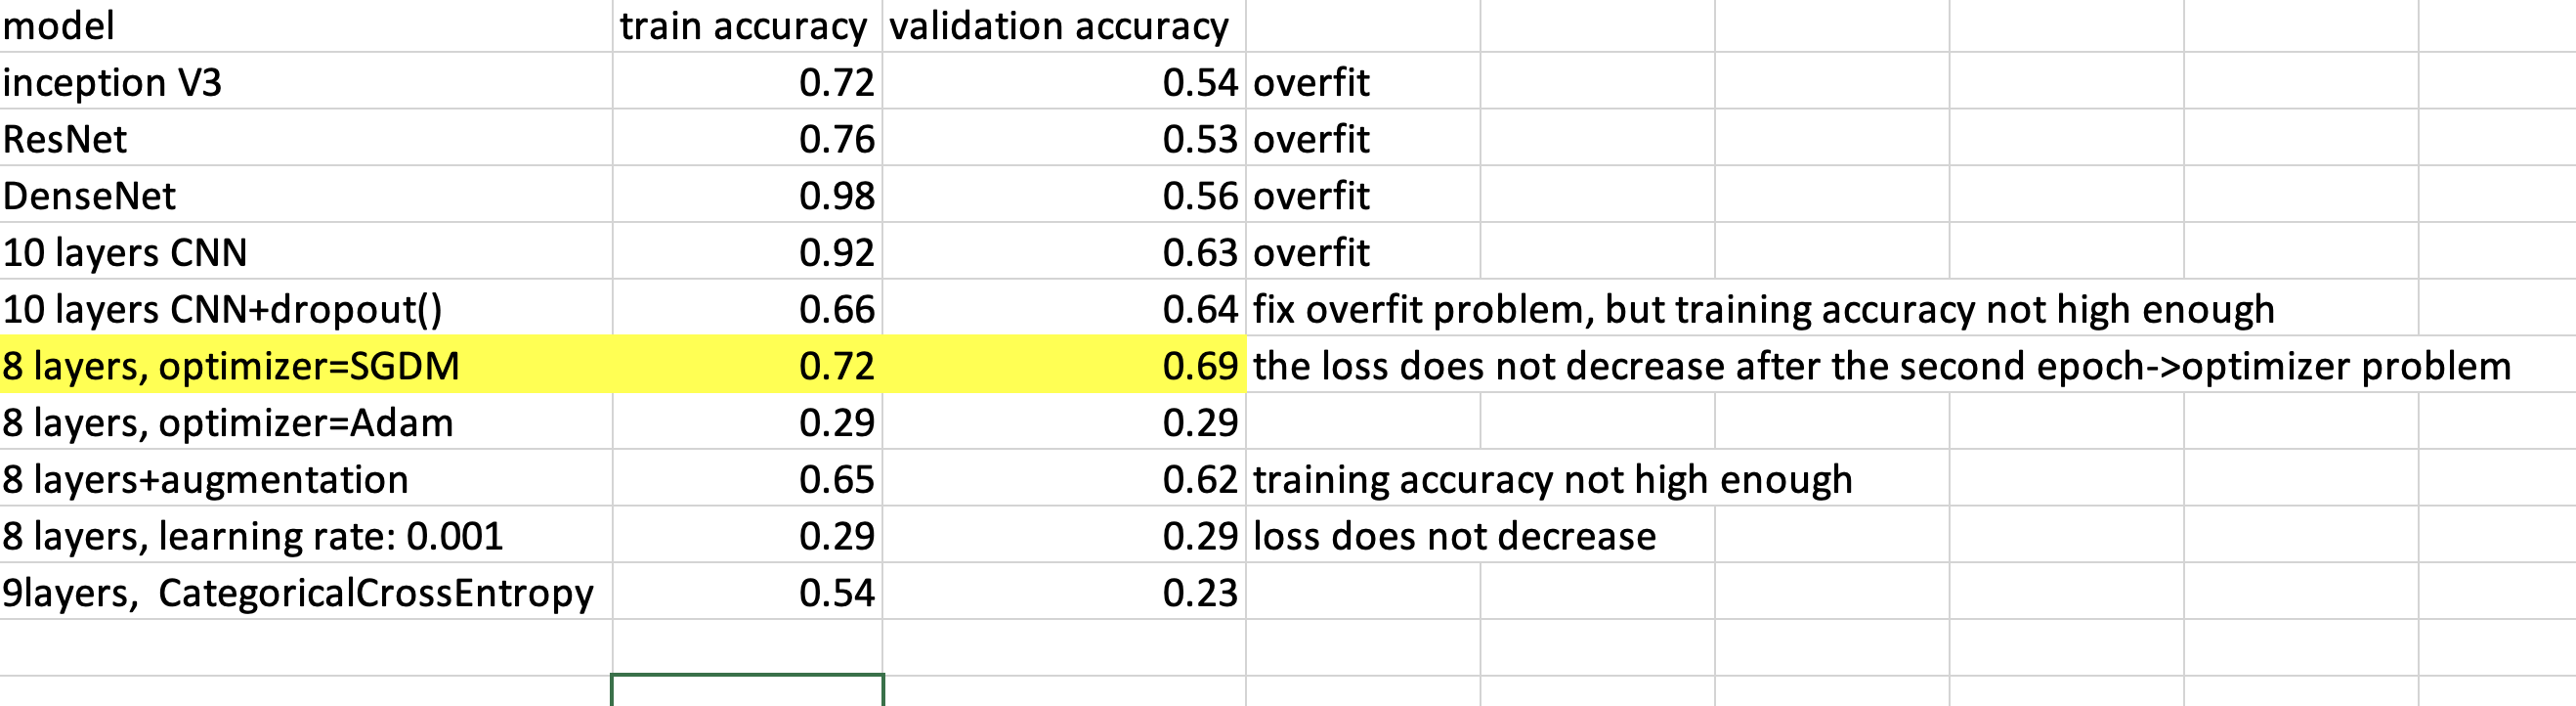 model train accuracy validation accuracy
inception V3 0.72 0.54 overfit
ResNet 0.76 0.53 overfit
DenseNet 0.98 0.56 overfit
10 layers CNN 0.92 0.63 overfit
10 layers CNN+dropout() 0.66 0.64 fix overfit problem, but training accuracy not high enough
8 layers, optimizer=SGDM 0.72 0.69 the loss does not decrease after the second epoch->optimizer problem
8 layers, optimizer=Adam 0.29 0.29
8 layers+augmentation 0.65 0.62 training accuracy not high enough
8 layers, learning rate: 0.001 0.29 0.29 loss does not decrease
9layers,  CategoricalCrossEntropy 0.54 0.23